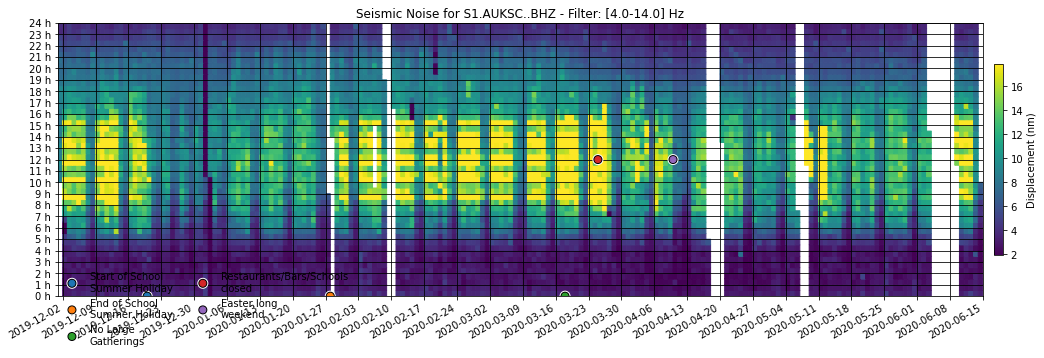 Seismic Noise for S1.AUKSC..BHZ - Filter: [4.0-14.0] Hz
24 h
23 h
22 h
21 h
20 h
19 h
18 h
17 h
16 h
15 h
14 h
13 h
12 h
11 h
10 h
9 h
8 h
7 h
6 h
5 h
4 h
3 h
2 h
1 h
0 h
16
14
12
10
8
6
4
2
Displacement (nm)
Start of School
Summer Holiday
End of School
Summer Holiday
No Large
Gatherings
Restaurants/Bars/Schools
closed
Easter long
weekend
2019-12-02
2019-12-30
2020-01-06
2020-01-20
2020-01-27
2020-02-03
2020-02-10
2020-02-17
2020-02-24
2020-03-02
2020-03-09
2020-03-16
2020-03-23
2020-03-30
2020-04-06
2020-04-13
2020-04-20
2020-04-27
2020-05-04
2020-05-11
2020-05-18
2020-05-25
2020-06-01
2020-06-08
2020-06-15